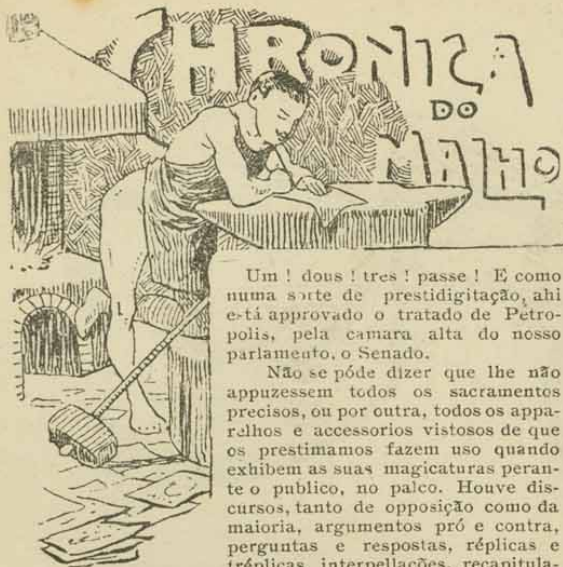 CHRONICA
DO
MALHO
Um ! dous ! tres ! passe ! E como
numa sorte de prestidigitação, ahi
está approvado o tratado de Petro-
polis, pela camara alta do nosso
parlamento, o Senado.
Não se póde dizer que lhe não
appuzessem todos os sacramentos
precisos, ou por outra, todos os appa-
relhos e accessorios vistosos de que
os prestimamos fazem uso quando
exhibem as suas magicaturas peran-
te o publico, no palco. Houve dis-
cursos, tanto de opposição como da
maioria, argumentos pró e contra,
perguntas e respostas, réplicas e
tréplicas, interpellações, recapitula-